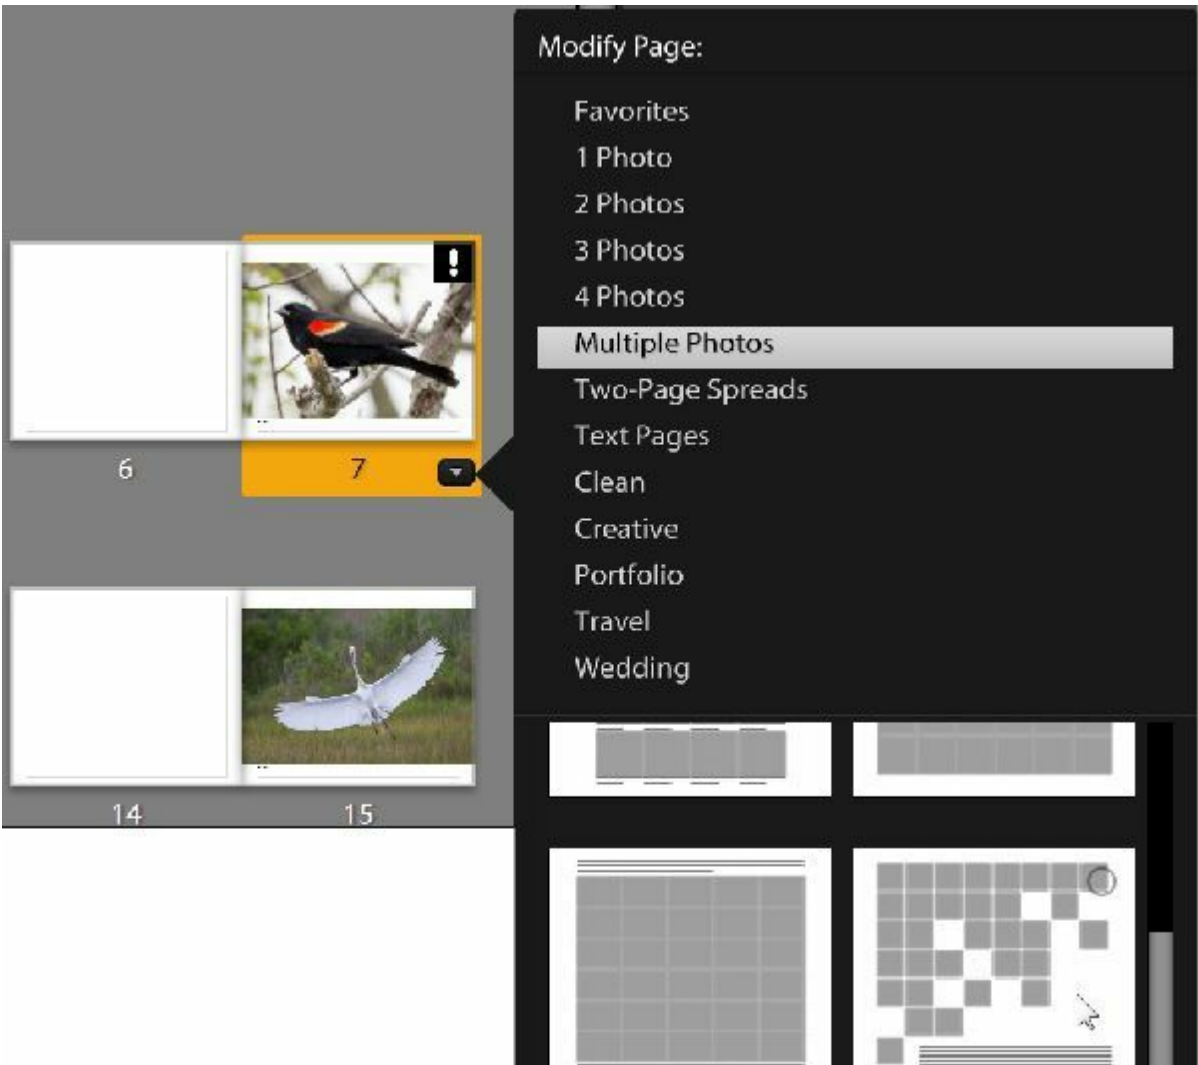 Modify Page:
Favorites
1 Photo
2 Photos
3 Photos
4 Photos
Multiple Photos
Two-Page Spreads
Text Pages
Clean
Creative
Portfolio
Travel
Wedding
!
6
7
14
15